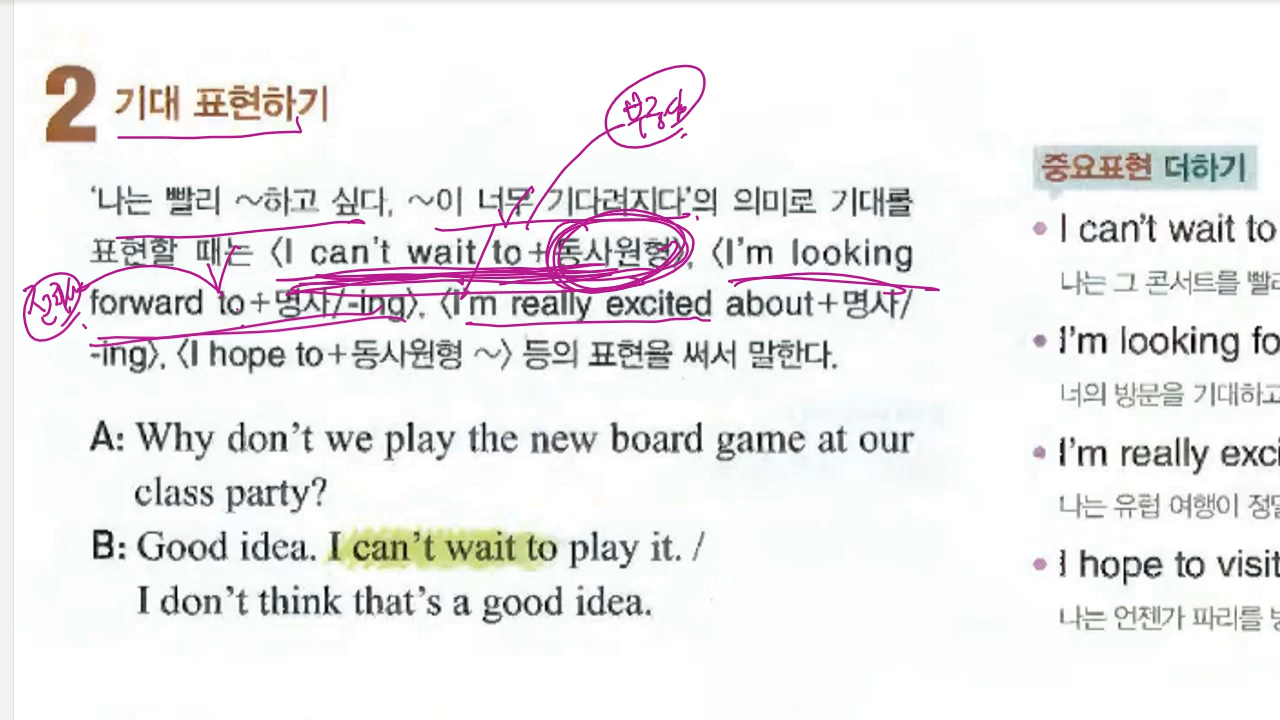 2 기대 표현하기
부정사
'나는 빨리 ~하고 싶다, ~이 너무 기다려지다'의 의미로 기대를
표현할 때는 〈I can't wait to+동사원형〉, 〈I'm looking
전치사
forward to+명사/-ing〉, 〈I'm really excited about+명사/
-ing〉, 〈I hope to+동사원형 ~〉 등의 표현을 써서 말한다.
A: Why don't we play the new board game at our
class party?
B: Good idea. I can't wait to play it. /
I don't think that's a good idea.
중요표현 더하기
• I can't wait to
나는 그 콘서트를 빨리
• I'm looking fo
너의 방문을 기대하고
• I'm really exci
나는 유럽 여행이 정말
• I hope to visit
나는 언젠가 파리를